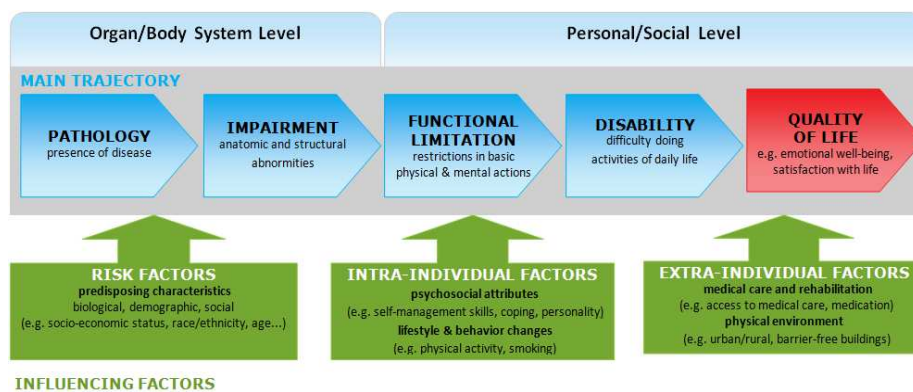 Organ/Body System Level
Personal/Social Level
MAIN TRAJECTORY
PATHOLOGY
presence of disease
IMPAIRMENT
anatomic and structural
abnormities
FUNCTIONAL
LIMITATION
restrictions in basic
physical & mental actions
DISABILITY
difficulty doing
activities of daily life
QUALITY
OF LIFE
e.g. emotional well-being,
satisfaction with life
RISK FACTORS
predisposing characteristics
biological, demographic, social
(e.g. socio-economic status, race/ethnicity, age...)
INTRA-INDIVIDUAL FACTORS
psychosocial attributes
(e.g. self-management skills, coping, personality)
lifestyle & behavior changes
(e.g. physical activity, smoking)
EXTRA-INDIVIDUAL FACTORS
medical care and rehabilitation
(e.g. access to medical care, medication)
physical environment
(e.g. urban/rural, barrier-free buildings)
INFLUENCING FACTORS